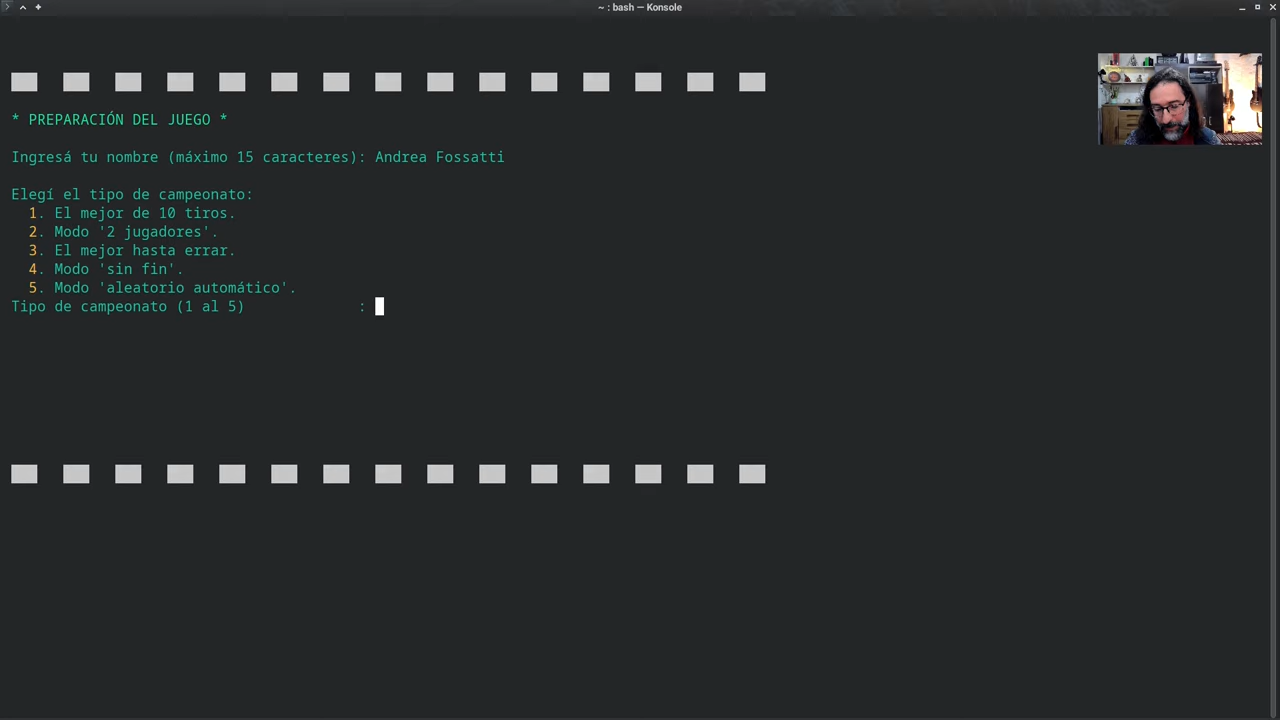 ~ : bash — Konsole
* PREPARACIÓN DEL JUEGO *
Ingresá tu nombre (máximo 15 caracteres): Andrea Fossatti
Elegí el tipo de campeonato:
1. El mejor de 10 tiros.
2. Modo '2 jugadores'.
3. El mejor hasta errar.
4. Modo 'sin fin'.
5. Modo 'aleatorio automático'.
Tipo de campeonato (1 al 5) :